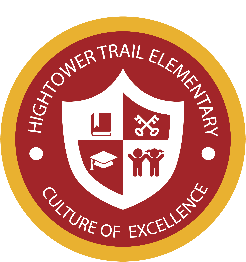 HIGHTOWER TRAIL ELEMENTARY
CULTURE OF EXCELLENCE